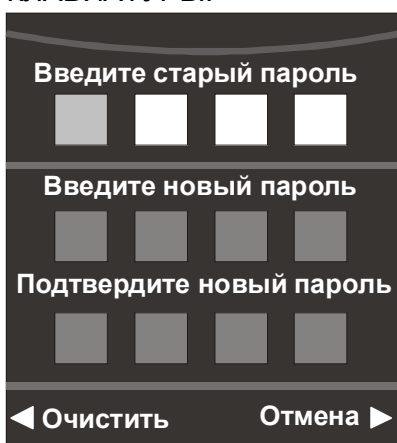 Введите старый пароль
Введите новый пароль
Подтвердите новый пароль
Очистить
Отмена